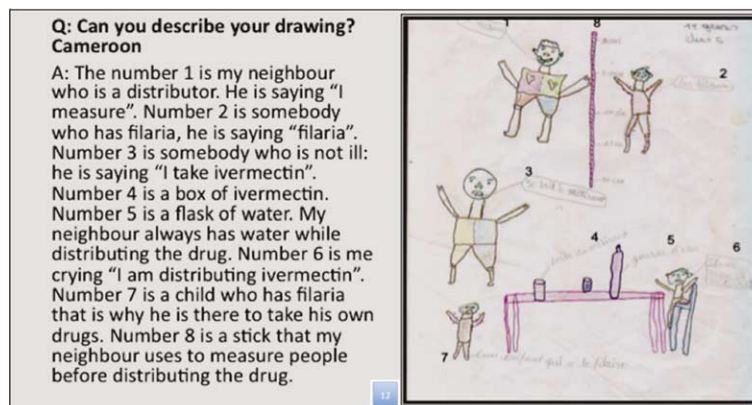 Q: Can you describe your drawing?
Cameroon
A: The number 1 is my neighbour
who is a distributor. He is saying “I
measure”. Number 2 is somebody
who has filaria, he is saying “filaria”.
Number 3 is somebody who is not ill:
he is saying “I take ivermectin”.
Number 4 is a box of ivermectin.
Number 5 is a flask of water. My
neighbour always has water while
distributing the drug. Number 6 is me
crying “I am distributing ivermectin”.
Number 7 is a child who has filaria
that is why he is there to take his own
drugs. Number 8 is a stick that my
neighbour uses to measure people
before distributing the drug.
12
1
8
2
3
4
5
6
7